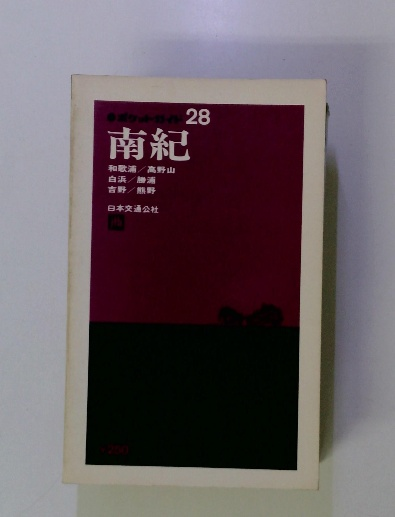 ポケットガイド 28
南紀
和歌浦／高野山
白浜／勝浦
吉野／熊野
日本交通公社